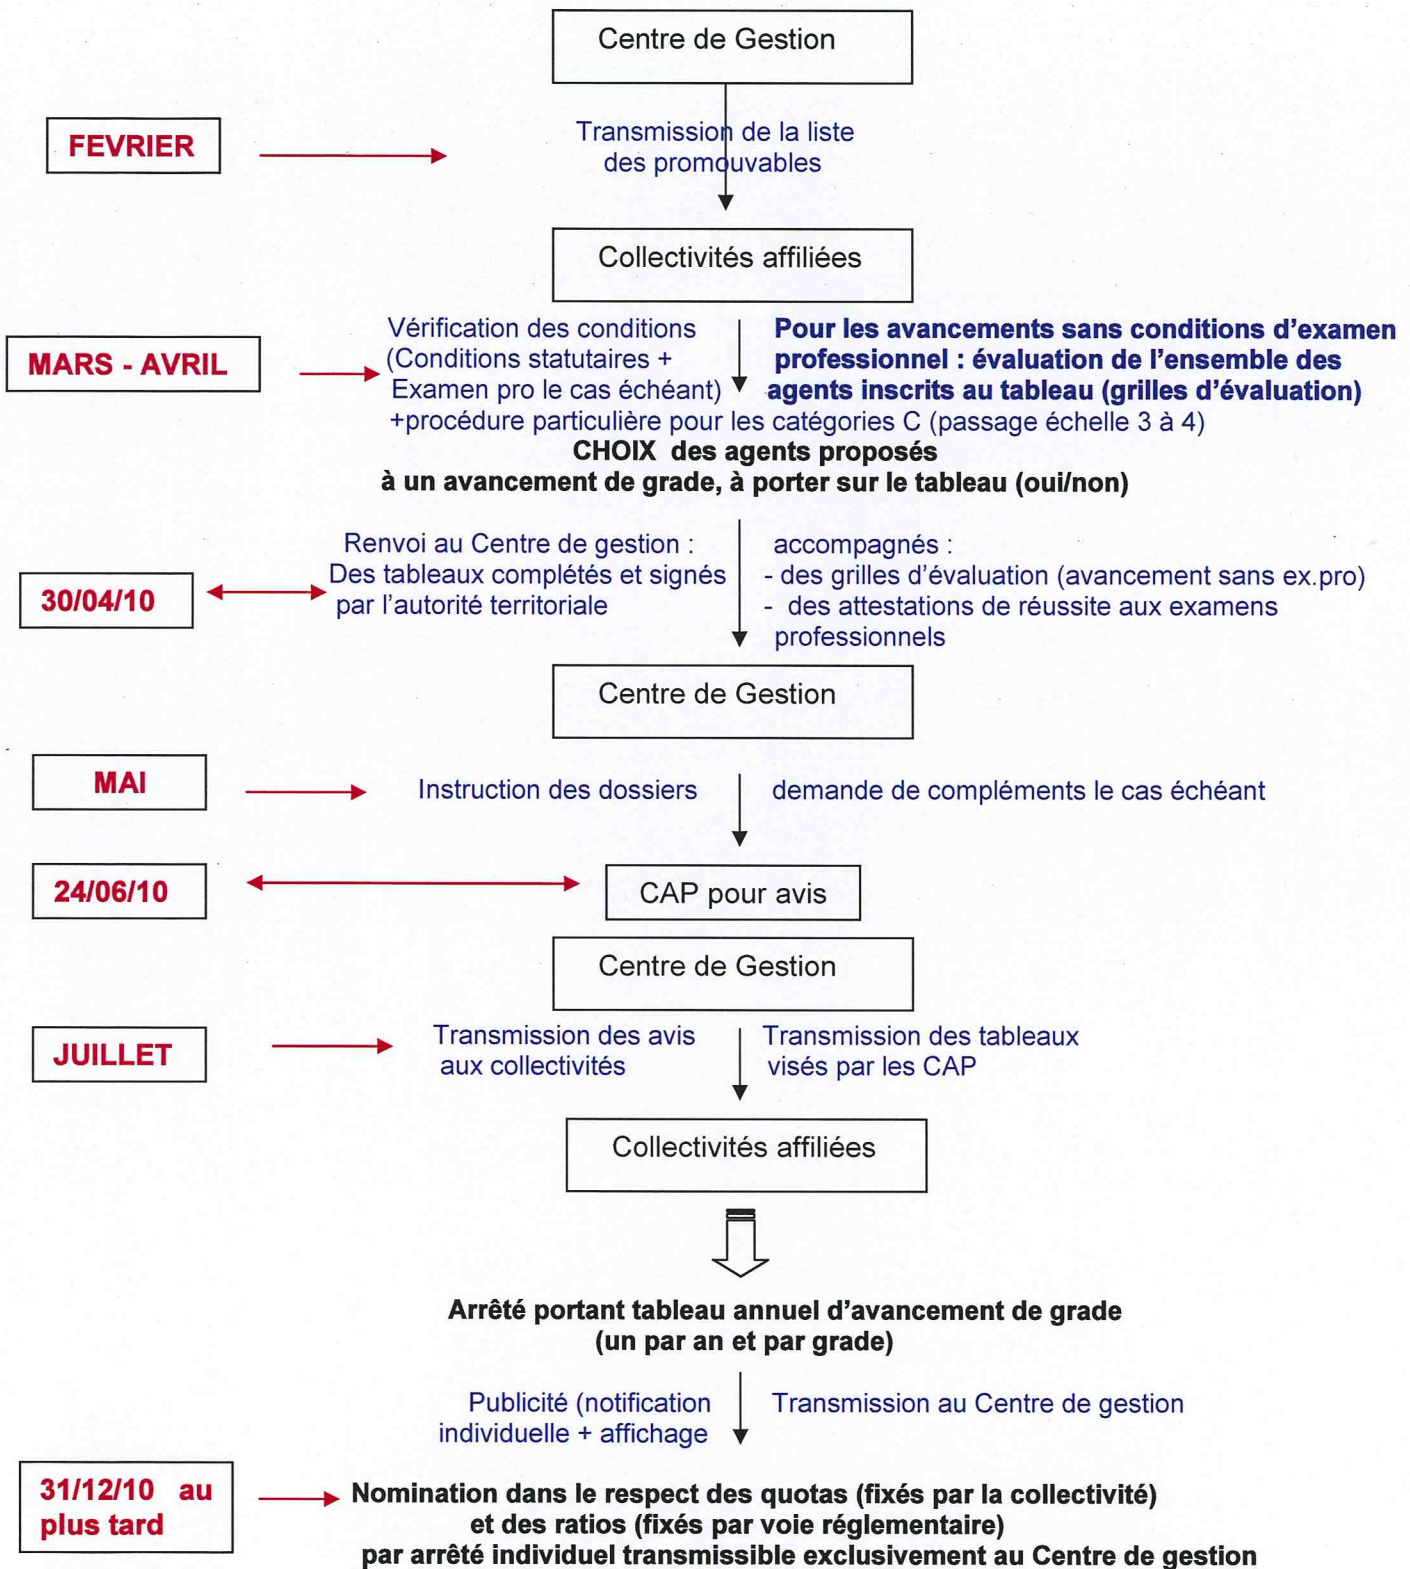 Centre de Gestion
FEVRIER
Transmission de la liste
des promouvables
Collectivités affiliées
MARS - AVRIL
Vérification des conditions
(Conditions statutaires +
Examen pro le cas échéant)
Pour les avancements sans conditions d'examen
professionnel : évaluation de l'ensemble des
agents inscrits au tableau (grilles d'évaluation)
+procédure particulière pour les catégories C (passage échelle 3 à 4)
CHOIX des agents proposés
à un avancement de grade, à porter sur le tableau (oui/non)
30/04/10
Renvoi au Centre de gestion :
Des tableaux complétés et signés
par l'autorité territoriale
accompagnés :
- des grilles d'évaluation (avancement sans ex.pro)
- des attestations de réussite aux examens
professionnels
Centre de Gestion
MAI
Instruction des dossiers
demande de compléments le cas échéant
24/06/10
CAP pour avis
Centre de Gestion
JUILLET
Transmission des avis
aux collectivités
Transmission des tableaux
visés par les CAP
Collectivités affiliées
Arrêté portant tableau annuel d'avancement de grade
(un par an et par grade)
Publicité (notification
individuelle + affichage
Transmission au Centre de gestion
31/12/10 au
plus tard
Nomination dans le respect des quotas (fixés par la collectivité)
et des ratios (fixés par voie réglementaire)
par arrêté individuel transmissible exclusivement au Centre de gestion